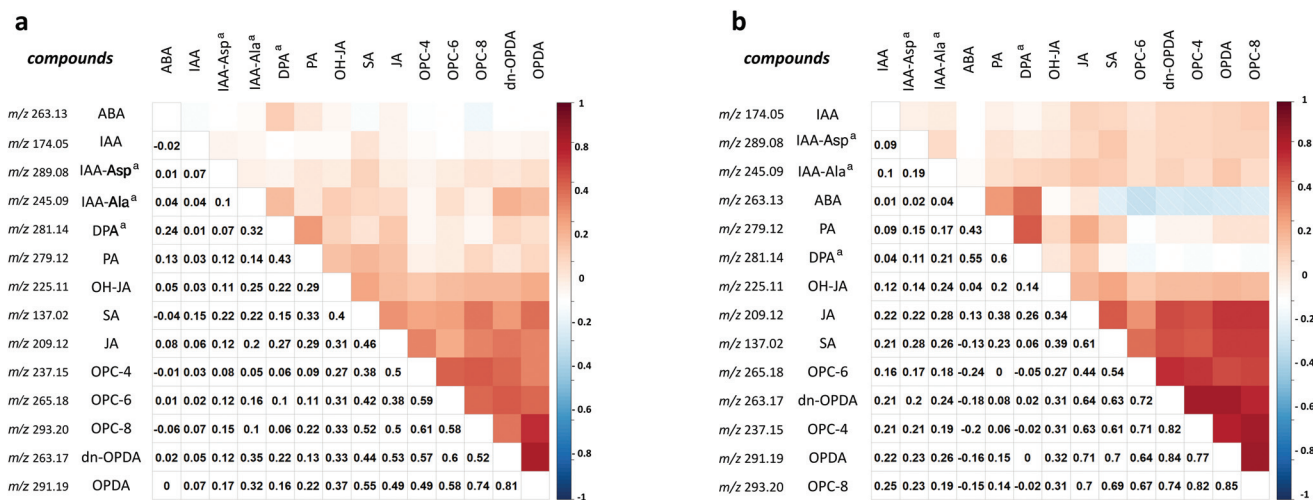 a
compounds
ABA
IAA
IAA-Asp a
IAA-Ala a
DPA a
PA
OH-JA
SA
JA
OPC-4
OPC-6
OPC-8
dn-OPDA
OPDA
m/z 263.13 ABA
m/z 174.05 IAA -0.02
m/z 289.08 IAA-Asp a 0.01 0.07
m/z 245.09 IAA-Ala a 0.04 0.04 0.1
m/z 281.14 DPA a 0.24 0.01 0.07 0.32
m/z 279.12 PA 0.13 0.03 0.12 0.14 0.43
m/z 225.11 OH-JA 0.05 0.03 0.11 0.25 0.22 0.29
m/z 137.02 SA -0.04 0.15 0.22 0.22 0.15 0.33 0.4
m/z 209.12 JA 0.08 0.06 0.12 0.2 0.27 0.29 0.31 0.46
m/z 237.15 OPC-4 -0.01 0.03 0.08 0.05 0.06 0.09 0.27 0.38 0.5
m/z 265.18 OPC-6 0.01 0.02 0.12 0.16 0.1 0.11 0.31 0.42 0.38 0.59
m/z 293.20 OPC-8 -0.06 0.07 0.15 0.1 0.06 0.22 0.33 0.52 0.5 0.61 0.58
m/z 263.17 dn-OPDA 0.02 0.05 0.12 0.35 0.22 0.13 0.33 0.44 0.53 0.57 0.6 0.52
m/z 291.19 OPDA 0 0.07 0.17 0.32 0.16 0.22 0.37 0.55 0.49 0.49 0.58 0.74 0.81
1
0.8
0.4
0.2
0
- 0.2
- 0.4
-0.6
- 0.8
-1
b
compounds
IAA
IAA-Asp a
IAA-Ala a
ABA
PA
DPA a
OH-JA
JA
SA
OPC-6
dn-OPDA
OPC-4
OPDA
OPC-8
m/z 174.05 IAA
m/z 289.08 IAA-Asp a 0.09
m/z 245.09 IAA-Ala a 0.1 0.19
m/z 263.13 ABA 0.01 0.02 0.04
m/z 279.12 PA 0.09 0.15 0.17 0.43
m/z 281.14 DPA a 0.04 0.11 0.21 0.55 0.6
m/z 225.11 OH-JA 0.12 0.14 0.24 0.04 0.2 0.14
m/z 209.12 JA 0.22 0.22 0.28 0.13 0.38 0.26 0.34
m/z 137.02 SA 0.21 0.28 0.26 -0.13 0.23 0.06 0.39 0.61
m/z 265.18 OPC-6 0.16 0.17 0.18 -0.24 0 -0.05 0.27 0.44 0.54
m/z 263.17 dn-OPDA 0.21 0.2 0.24 -0.18 0.08 0.02 0.31 0.64 0.63 0.72
m/z 237.15 OPC-4 0.21 0.21 0.19 -0.2 0.06 -0.02 0.31 0.63 0.61 0.71 0.82
m/z 291.19 OPDA 0.22 0.23 0.26 -0.16 0.14 0 0.32 0.71 0.7 0.64 0.84 0.77
m/z 293.20 OPC-8 0.25 0.23 0.22 -0.15 0.14 -0.02 0.31 0.7 0.67 0.74 0.82 0.82 0.85
1
0.8
0.4
0.2
0
- 0.2
- 0.4
-0.6
- 0.8
-1